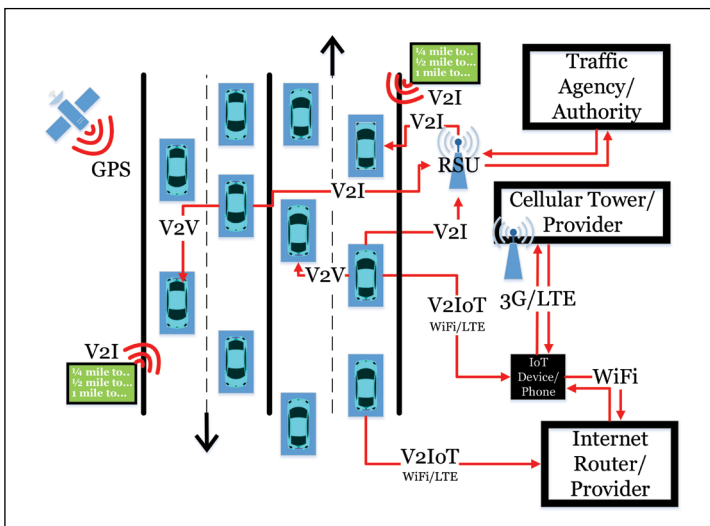 ¼ mile to..
½ mile to...
1 mile to...
V2I
Traffic
Agency/
Authority
V2I
RSU
GPS
V2I
Cellular Tower/
Provider
V2V
V2I
V2V
3G/LTE
V2IoT
WiFi/LTE
V2I
¼ mile to..
½ mile to...
1 mile to...
IoT
Device/
Phone
WiFi
Internet
Router/
Provider
V2IoT
WiFi/LTE